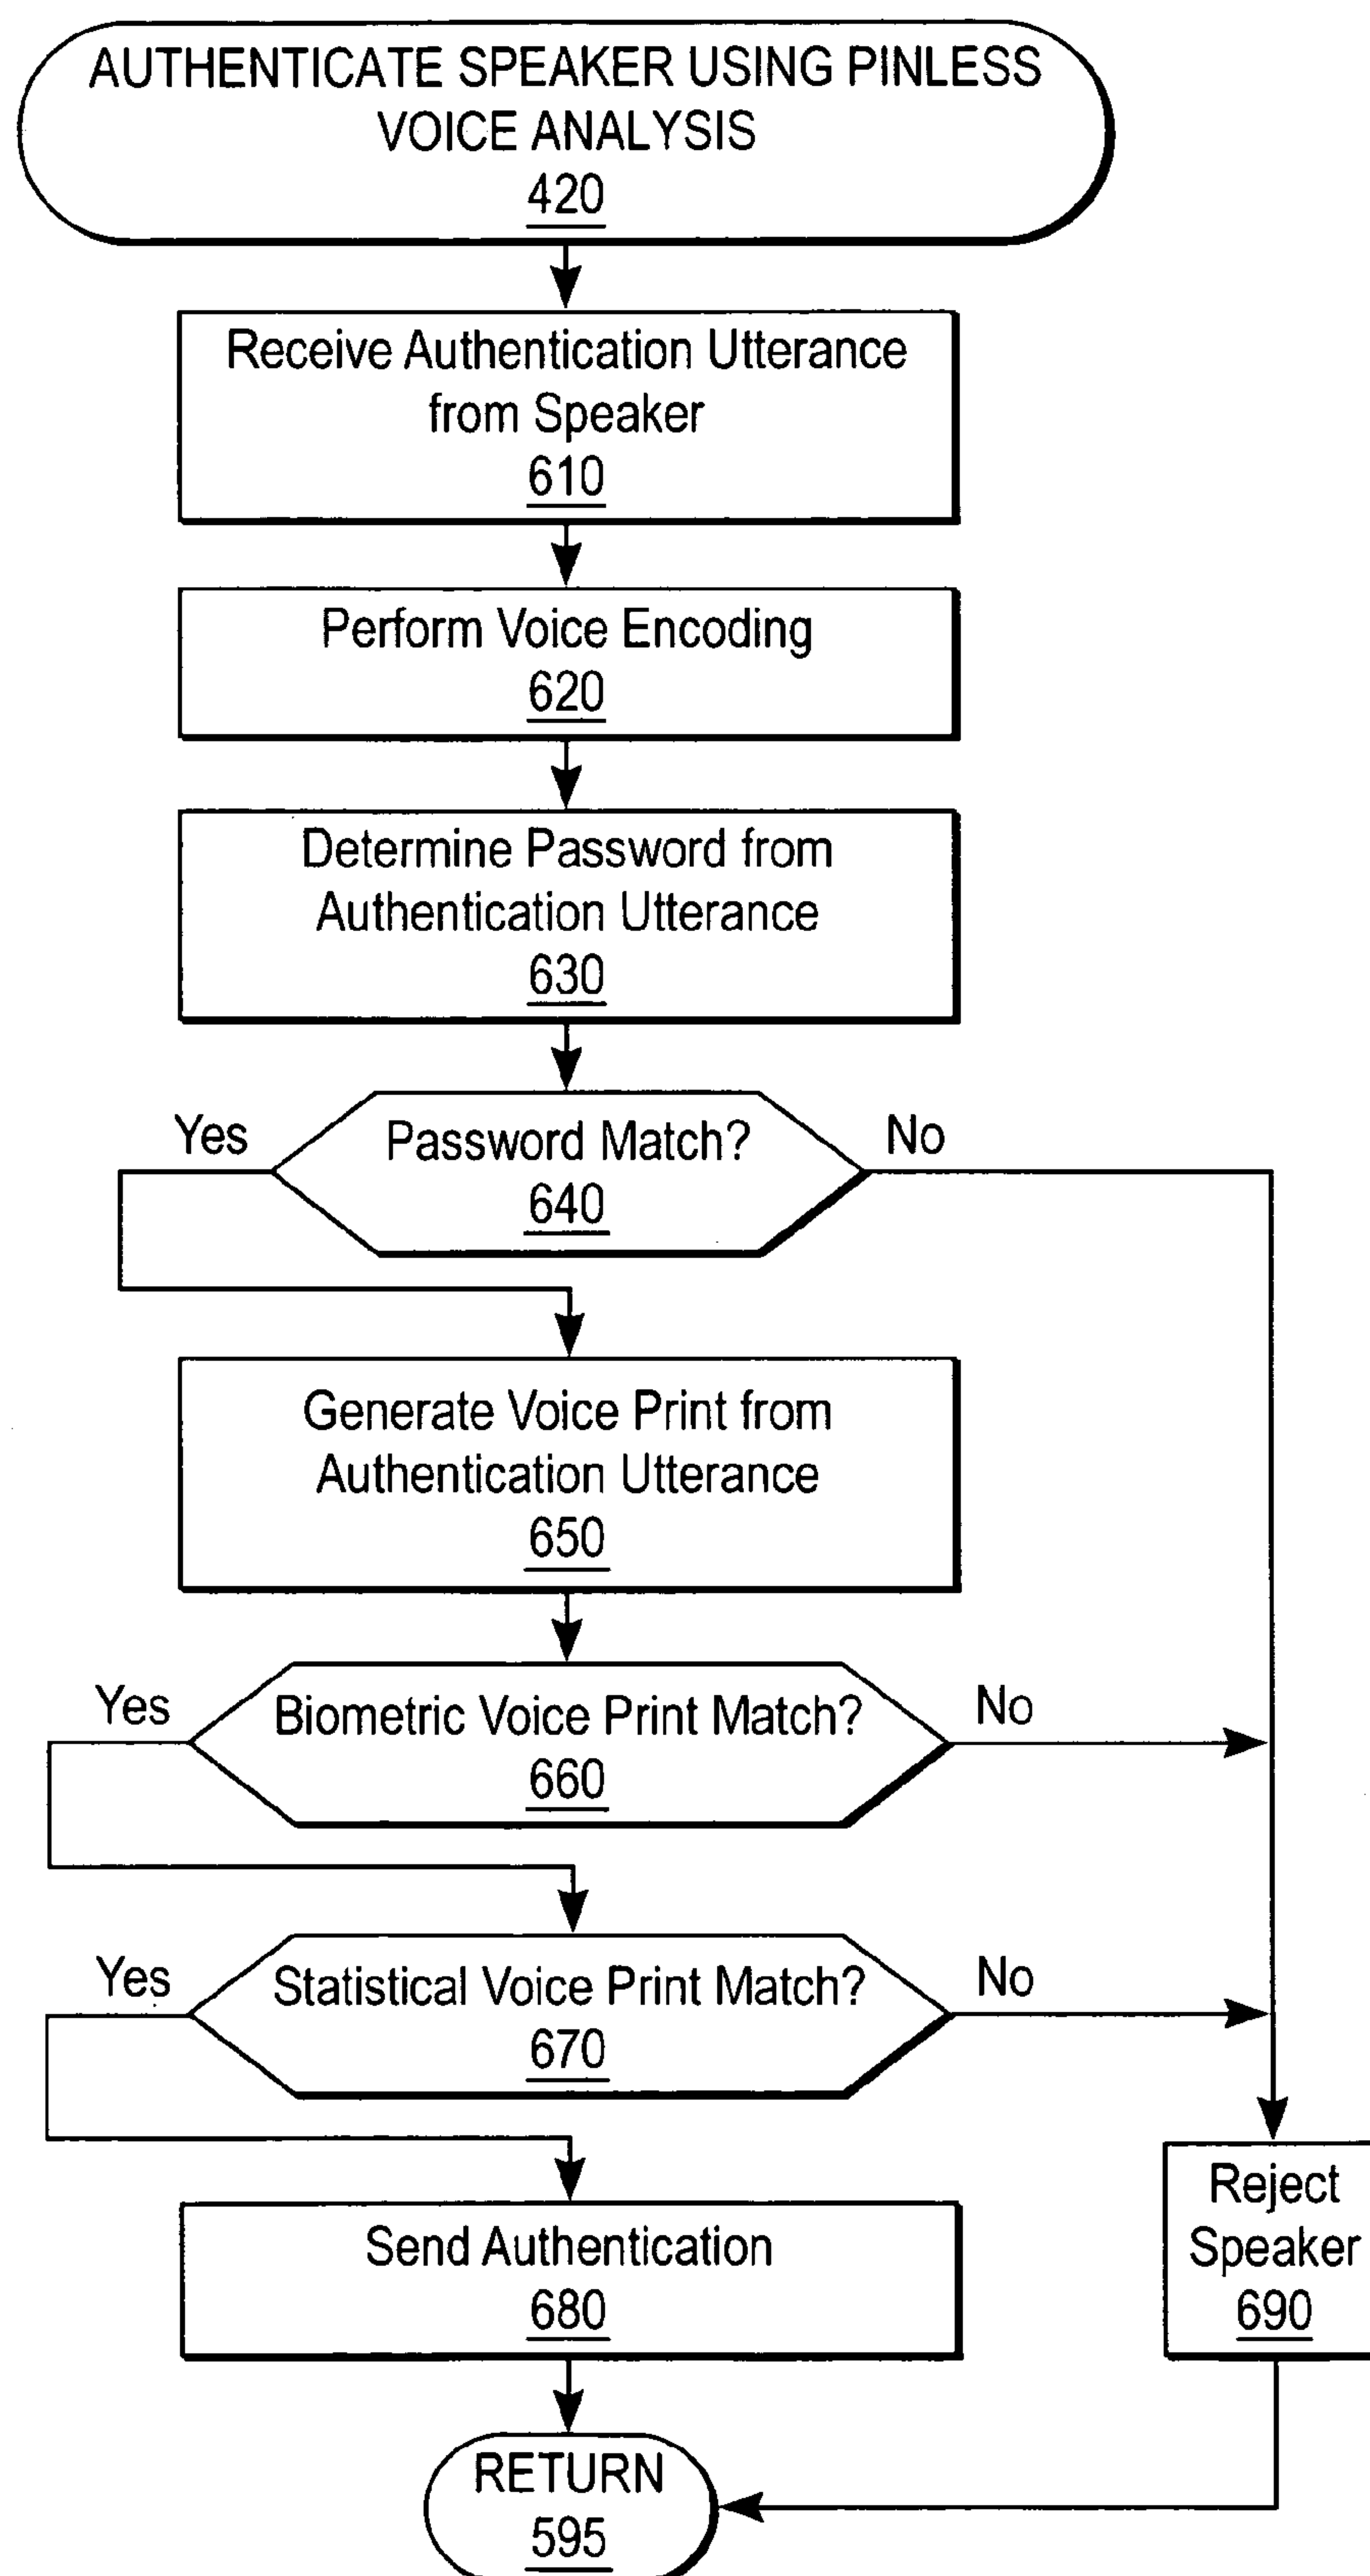 AUTHENTICATE SPEAKER USING PINLESS
VOICE ANALYSIS
420
Receive Authentication Utterance
from Speaker
610
Perform Voice Encoding
620
Determine Password from
Authentication Utterance
630
Yes
Password Match?
No
640
Generate Voice Print from
Authentication Utterance
650
Yes
Biometric Voice Print Match?
No
660
Yes
Statistical Voice Print Match?
No
670
Send Authentication
680
Reject
Speaker
690
RETURN
595